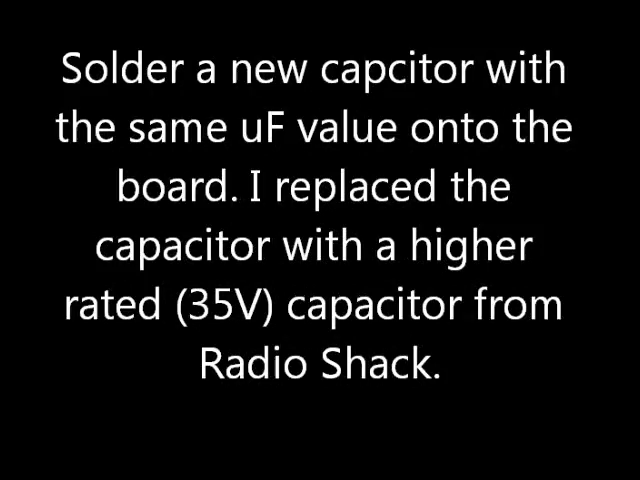 Solder a new capcitor with
the same uF value onto the
board. I replaced the
capacitor with a higher
rated (35V) capacitor from
Radio Shack.